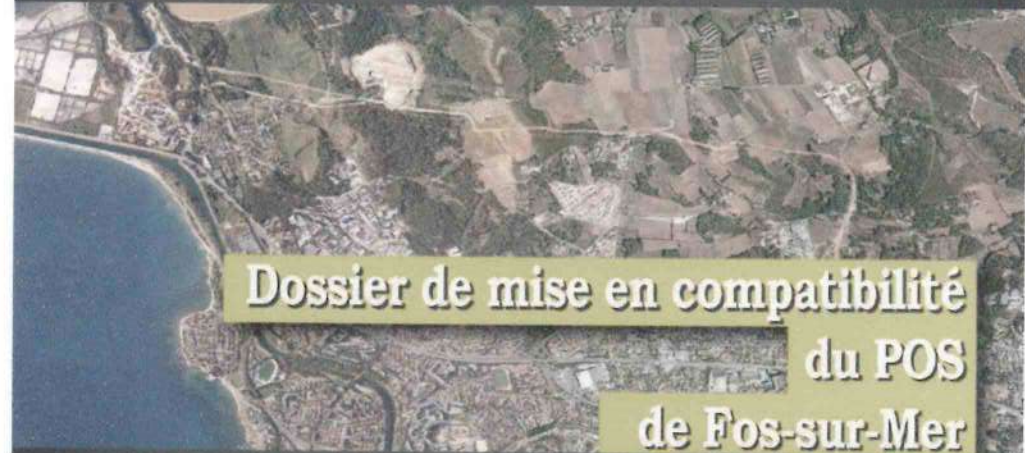 Dossier de mise en compatibilité
du POS
de Fos-sur-Mer